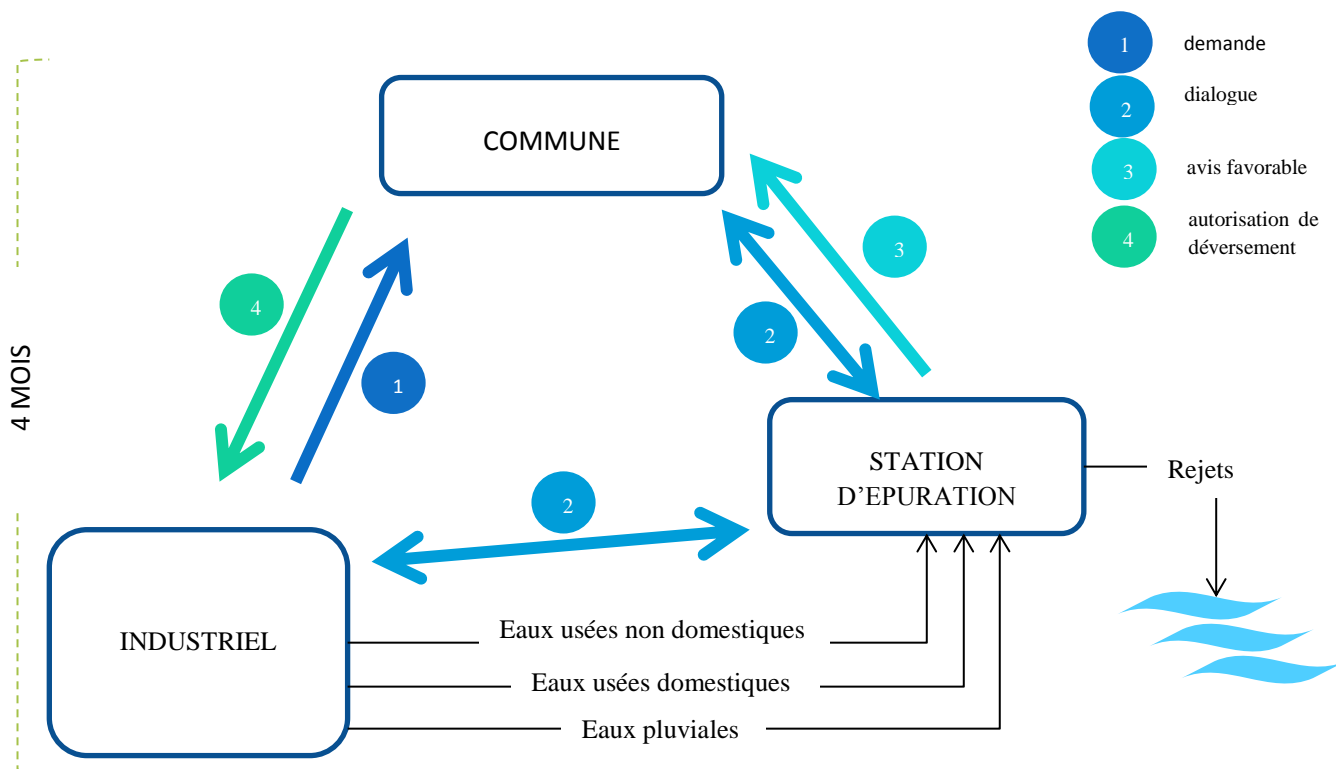 1 demande
2 dialogue
3 avis favorable
4 autorisation de
déversement
COMMUNE
4 MOIS
4
1
2
3
STATION
D'EPURATION
Rejets
2
INDUSTRIEL
Eaux usées non domestiques
Eaux usées domestiques
Eaux pluviales